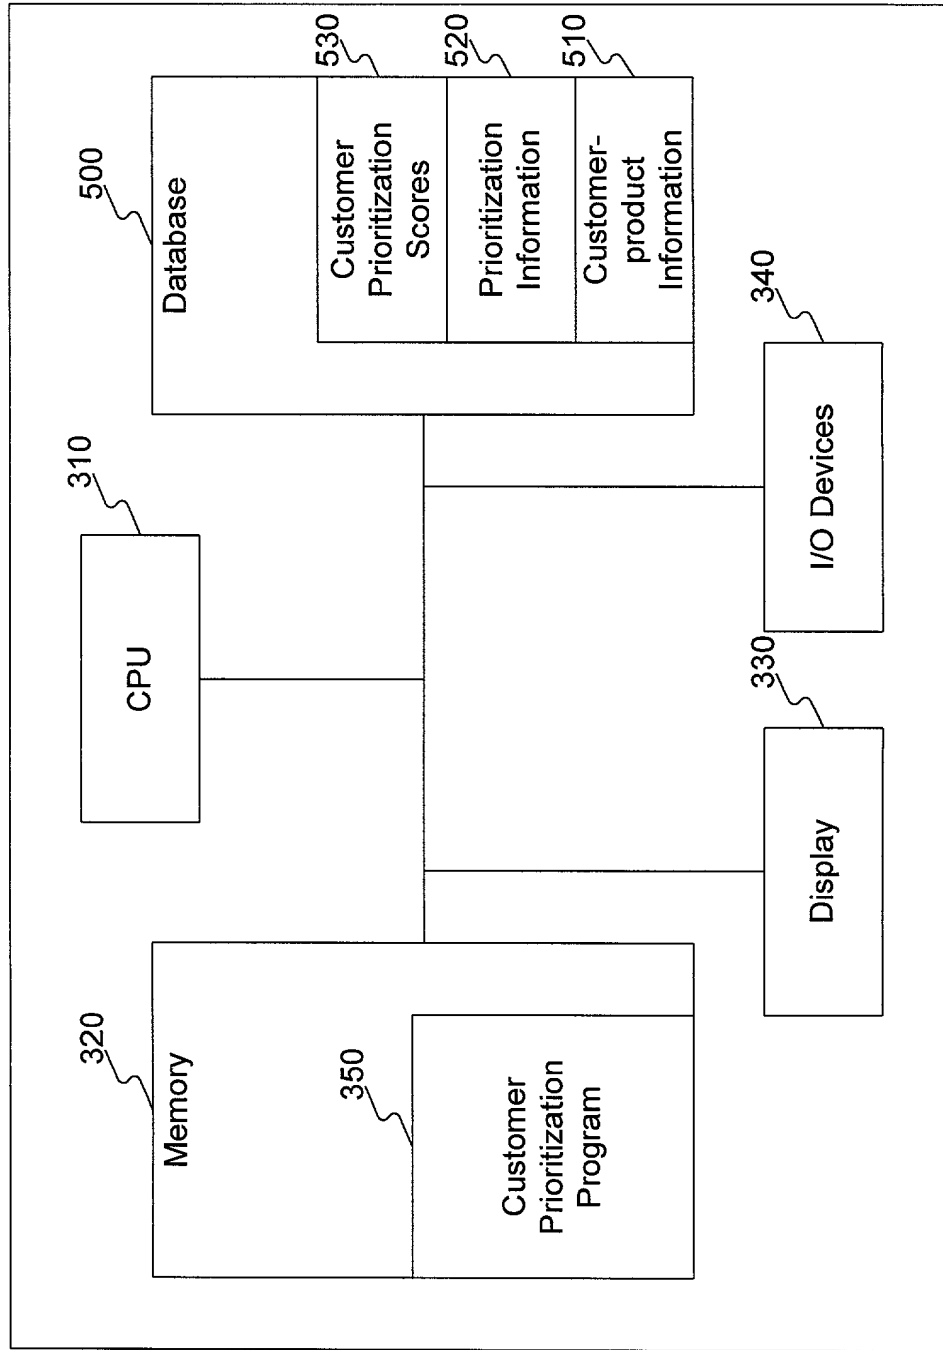 320
Memory
350
Customer
Prioritization
Program
310
CPU
500
Database
530
Customer
Prioritization
Scores
520
Prioritization
Information
510
Customer-
product
Information
330
Display
340
I/O Devices